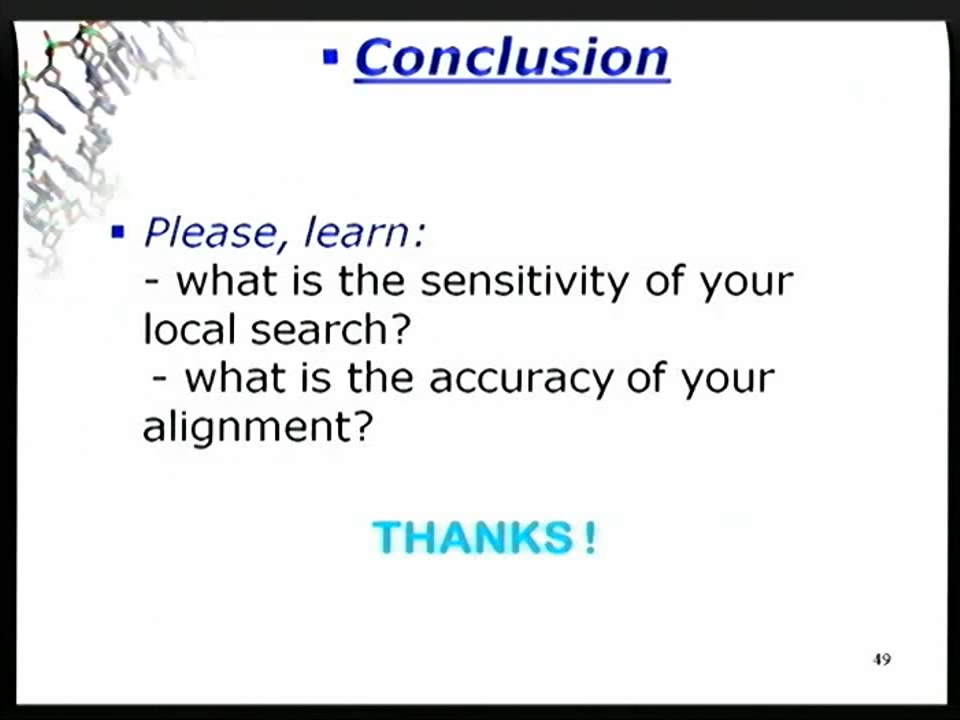 ▪ Conclusion
▪ Please, learn:
- what is the sensitivity of your
local search?
- what is the accuracy of your
alignment?
THANKS !
49